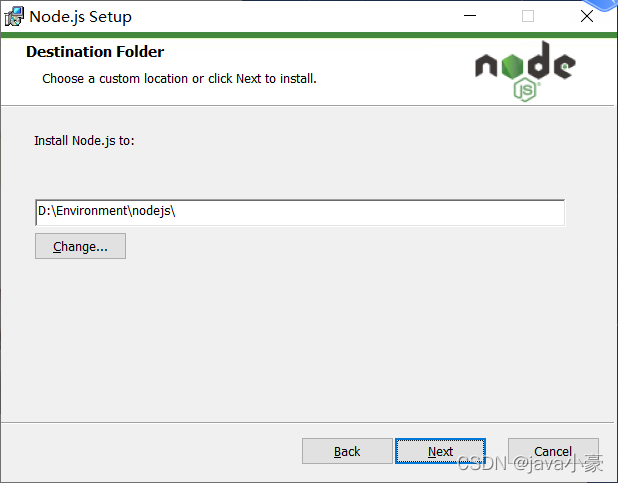 Node.js Setup
Destination Folder
Choose a custom location or click Next to install.
node
JS
Install Node.js to:
D:\Environment\nodejs\
Change...
Back
Next
Cancel
CSDN @java小豪